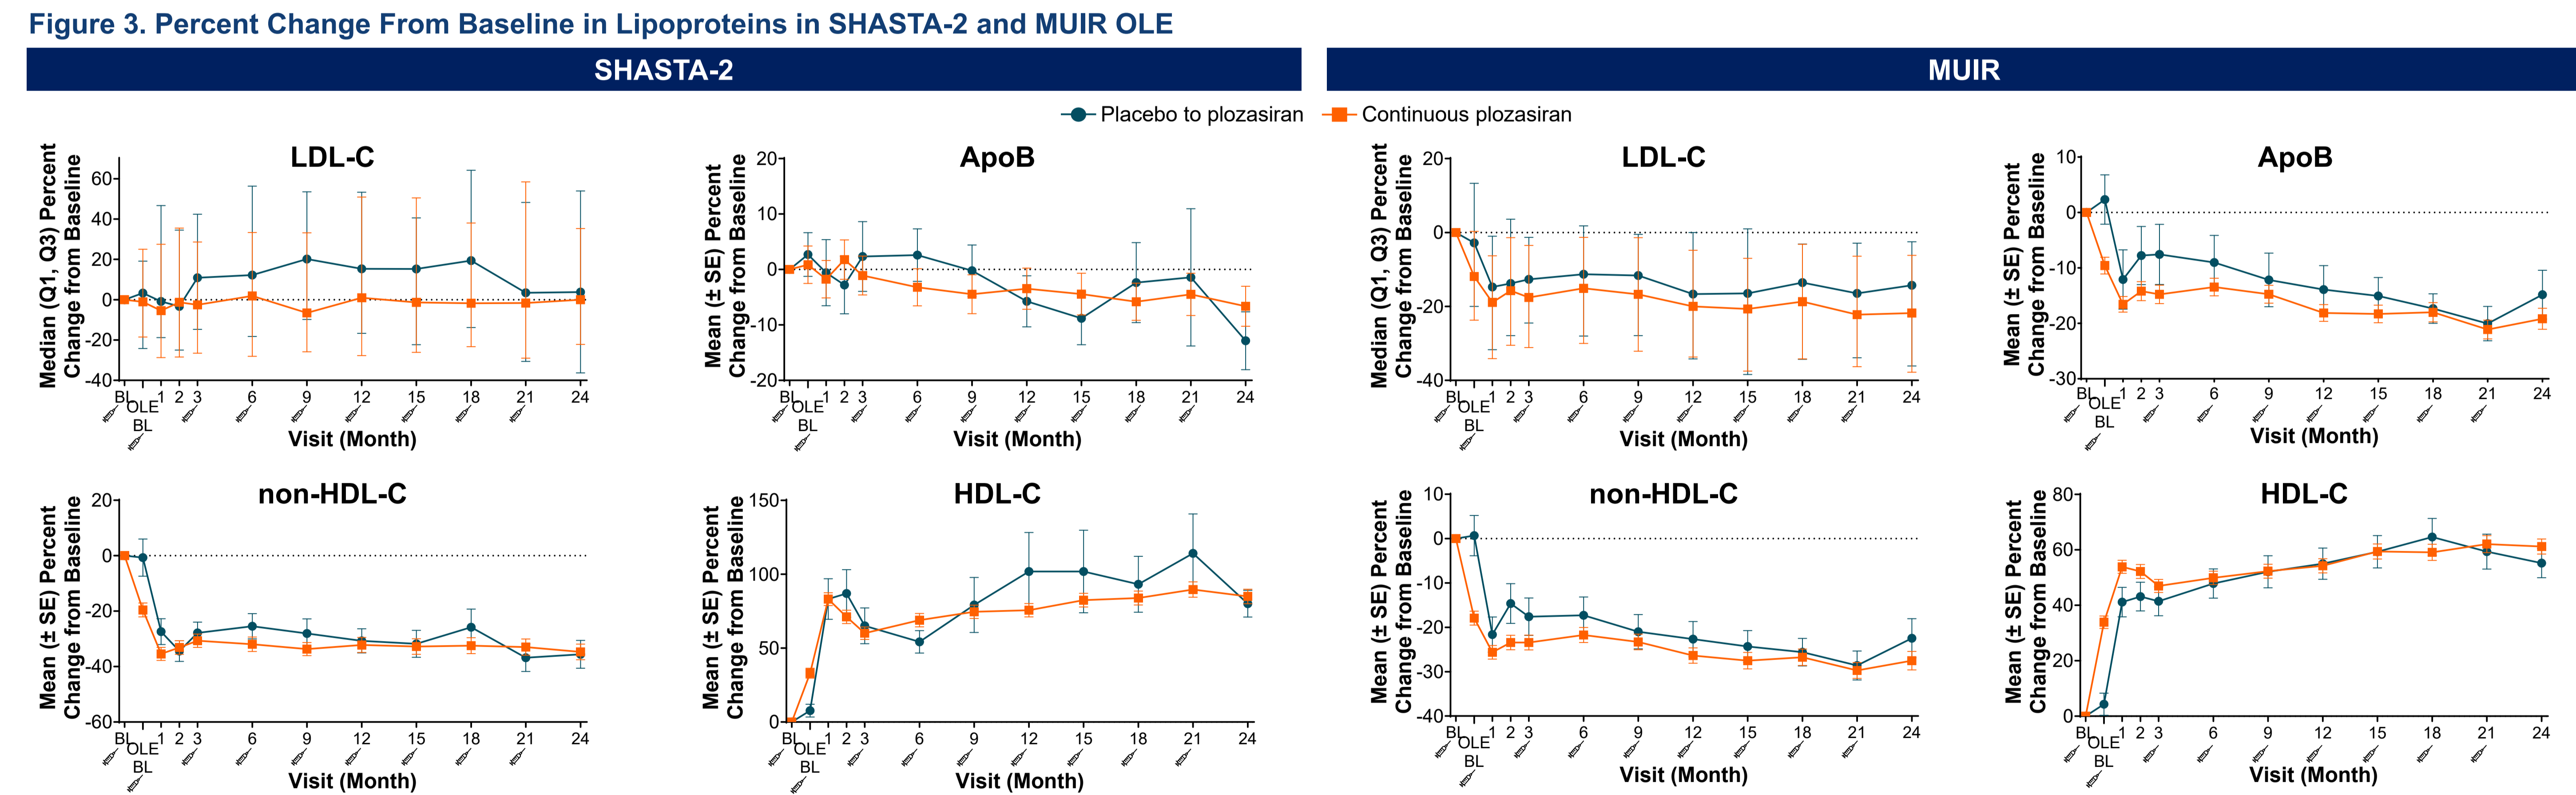 Figure 3. Percent Change From Baseline in Lipoproteins in SHASTA-2 and MUIR OLE
SHASTA-2
MUIR
Placebo to plozasiran
Continuous plozasiran
LDL-C
Median (Q1, Q3) Percent
Change from Baseline
60
40
20
0
-20
-40
BL
OLE
BL
1 2 3 6 9 12 15 18 21 24
Visit (Month)
ApoB
Mean (± SE) Percent
Change from Baseline
20
10
0
-10
-20
BL
OLE
BL
1 2 3 6 9 12 15 18 21 24
Visit (Month)
LDL-C
Median (Q1, Q3) Percent
Change from Baseline
20
0
-20
-40
BL
OLE
BL
1 2 3 6 9 12 15 18 21 24
Visit (Month)
ApoB
Mean (± SE) Percent
Change from Baseline
10
0
-10
-20
-30
BL
OLE
BL
1 2 3 6 9 12 15 18 21 24
Visit (Month)
non-HDL-C
Mean (± SE) Percent
Change from Baseline
20
0
-20
-40
-60
BL
OLE
BL
1 2 3 6 9 12 15 18 21 24
Visit (Month)
HDL-C
Mean (± SE) Percent
Change from Baseline
150
100
50
0
BL
OLE
BL
1 2 3 6 9 12 15 18 21 24
Visit (Month)
non-HDL-C
Mean (± SE) Percent
Change from Baseline
10
0
-10
-20
-30
-40
BL
OLE
BL
1 2 3 6 9 12 15 18 21 24
Visit (Month)
HDL-C
Mean (± SE) Percent
Change from Baseline
80
60
40
20
0
BL
OLE
BL
1 2 3 6 9 12 15 18 21 24
Visit (Month)